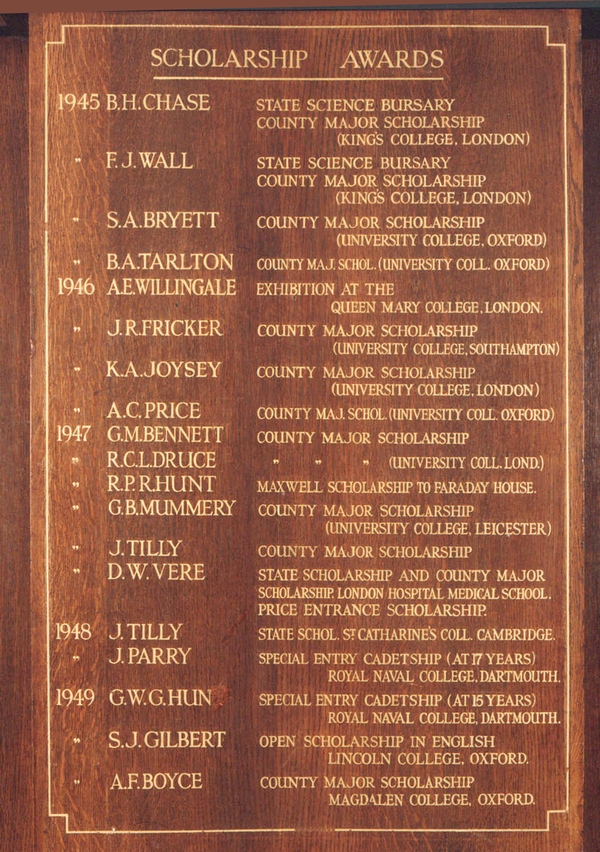 SCHOLARSHIP AWARDS
1945 B.H.CHASE STATE SCIENCE BURSARY
COUNTY MAJOR SCHOLARSHIP
(KING'S COLLEGE, LONDON)
" F.J.WALL STATE SCIENCE BURSARY
COUNTY MAJOR SCHOLARSHIP
(KING'S COLLEGE, LONDON)
" S.A.BRYETT COUNTY MAJOR SCHOLARSHIP
(UNIVERSITY COLLEGE, OXFORD)
" B.A.TARLTON COUNTY MAJ. SCHOL. (UNIVERSITY COLL. OXFORD)
1946 A.E.WILLINGALE EXHIBITION AT THE
QUEEN MARY COLLEGE, LONDON.
" J.R.FRICKER COUNTY MAJOR SCHOLARSHIP
(UNIVERSITY COLLEGE, SOUTHAMPTON)
" K.A.JOYSEY COUNTY MAJOR SCHOLARSHIP
(UNIVERSITY COLLEGE, LONDON)
" A.C.PRICE COUNTY MAJ. SCHOL. (UNIVERSITY COLL. OXFORD)
1947 G.M.BENNETT COUNTY MAJOR SCHOLARSHIP
" R.C.L.DRUCE " " " (UNIVERSITY COLL. LOND.)
" R.P.R.HUNT MAXWELL SCHOLARSHIP TO FARADAY HOUSE.
" G.B.MUMMERY COUNTY MAJOR SCHOLARSHIP
(UNIVERSITY COLLEGE, LEICESTER)
" J.TILLY COUNTY MAJOR SCHOLARSHIP
" D.W.VERE STATE SCHOLARSHIP AND COUNTY MAJOR
SCHOLARSHIP. LONDON HOSPITAL MEDICAL SCHOOL.
PRICE ENTRANCE SCHOLARSHIP.
1948 J.TILLY STATE SCHOL. ST CATHARINE'S COLL. CAMBRIDGE.
" J.PARRY SPECIAL ENTRY CADETSHIP (AT 17 YEARS)
ROYAL NAVAL COLLEGE, DARTMOUTH.
1949 G.W.G.HUN SPECIAL ENTRY CADETSHIP (AT 15 YEARS)
ROYAL NAVAL COLLEGE, DARTMOUTH.
" S.J.GILBERT OPEN SCHOLARSHIP IN ENGLISH
LINCOLN COLLEGE, OXFORD.
" A.F.BOYCE COUNTY MAJOR SCHOLARSHIP
MAGDALEN COLLEGE, OXFORD.